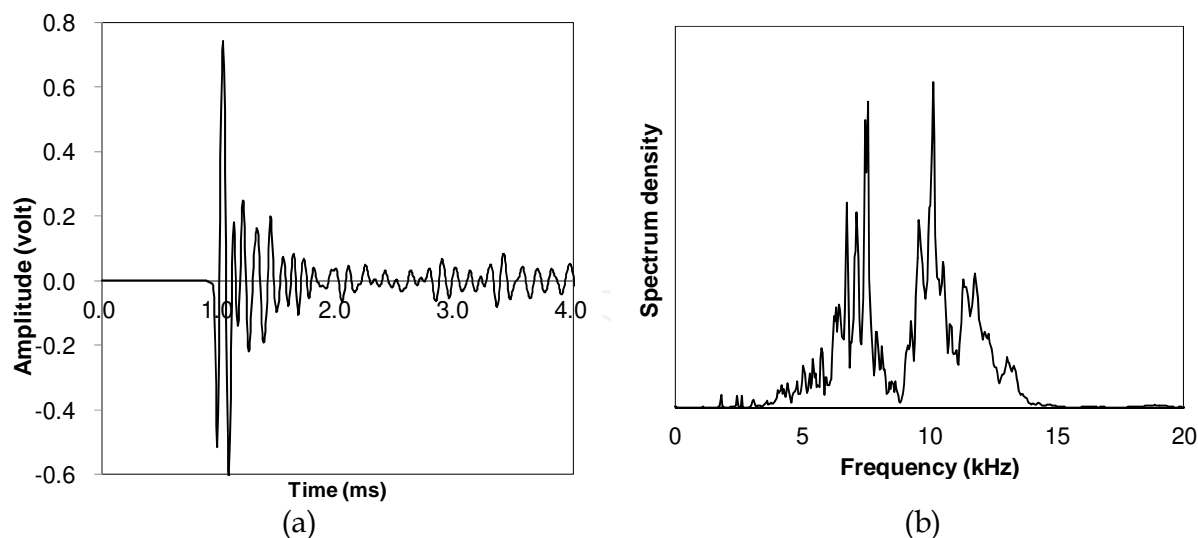 0.8
0.6
0.4
0.2
0.0
-0.2
-0.4
-0.6
0.0 1.0 2.0 3.0 4.0
Amplitude (volt)
Time (ms)
(a)
Spectrum density
0 5 10 15 20
Frequency (kHz)
(b)